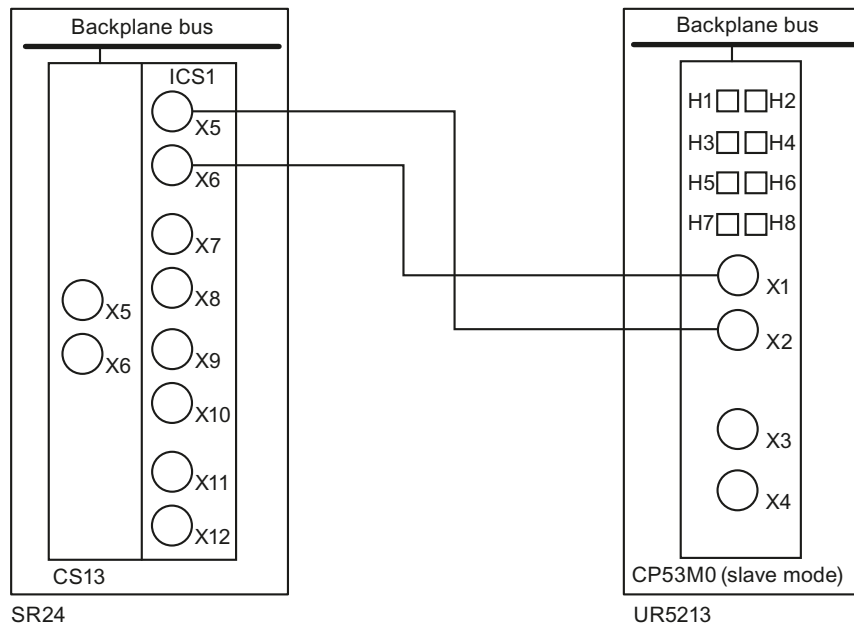 Backplane bus
ICS1
X5
X6
X7
X8
X9
X10
X11
X12
X5
X6
CS13
SR24
Backplane bus
H1 H2
H3 H4
H5 H6
H7 H8
X1
X2
X3
X4
CP53M0 (slave mode)
UR5213